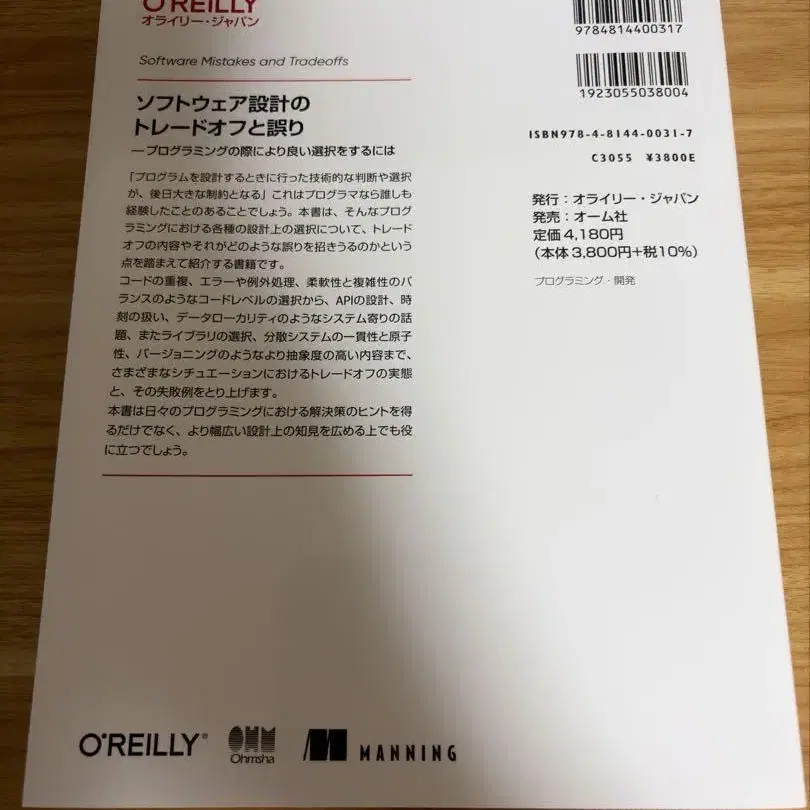 O'REILLY
オライリー・ジャパン
Software Mistakes and Tradeoffs
ソフトウェア設計の
トレードオフと誤り
―プログラミングの際により良い選択をするには
「プログラムを設計するときに行った技術的な判断や選択
が、後日大きな制約となる」これはプログラマなら誰しも
経験したことのあることでしょう。本書は、そんなプログ
ラミングにおける各種の設計上の選択について、トレード
オフの内容やそれがどのような誤りを招きうるのかという
点を踏まえて紹介する書籍です。
コードの重複、エラーや例外処理、柔軟性と複雑性のバ
ランスのようなコードレベルの選択から、APIの設計、時
刻の扱い、データローカリティのようなシステム寄りの話
題、またライブラリの選択、分散システムの一貫性と原子
性、バージョニングのようなより抽象度の高い内容まで、
さまざまなシチュエーションにおけるトレードオフの実態
と、その失敗例をとり上げます。
本書は日々のプログラミングにおける解決策のヒントを得
るだけでなく、より幅広い設計上の知見を広める上でも役
に立つでしょう。
9784814400317
1923055038004
ISBN978-4-8144-0031-7
C3055 ¥3800E
発行：オライリー・ジャパン
発売：オーム社
定価4,180円
（本体3,800円+税10%）
プログラミング・開発
O'REILLY®
OHM
Ohmsha
MANNING